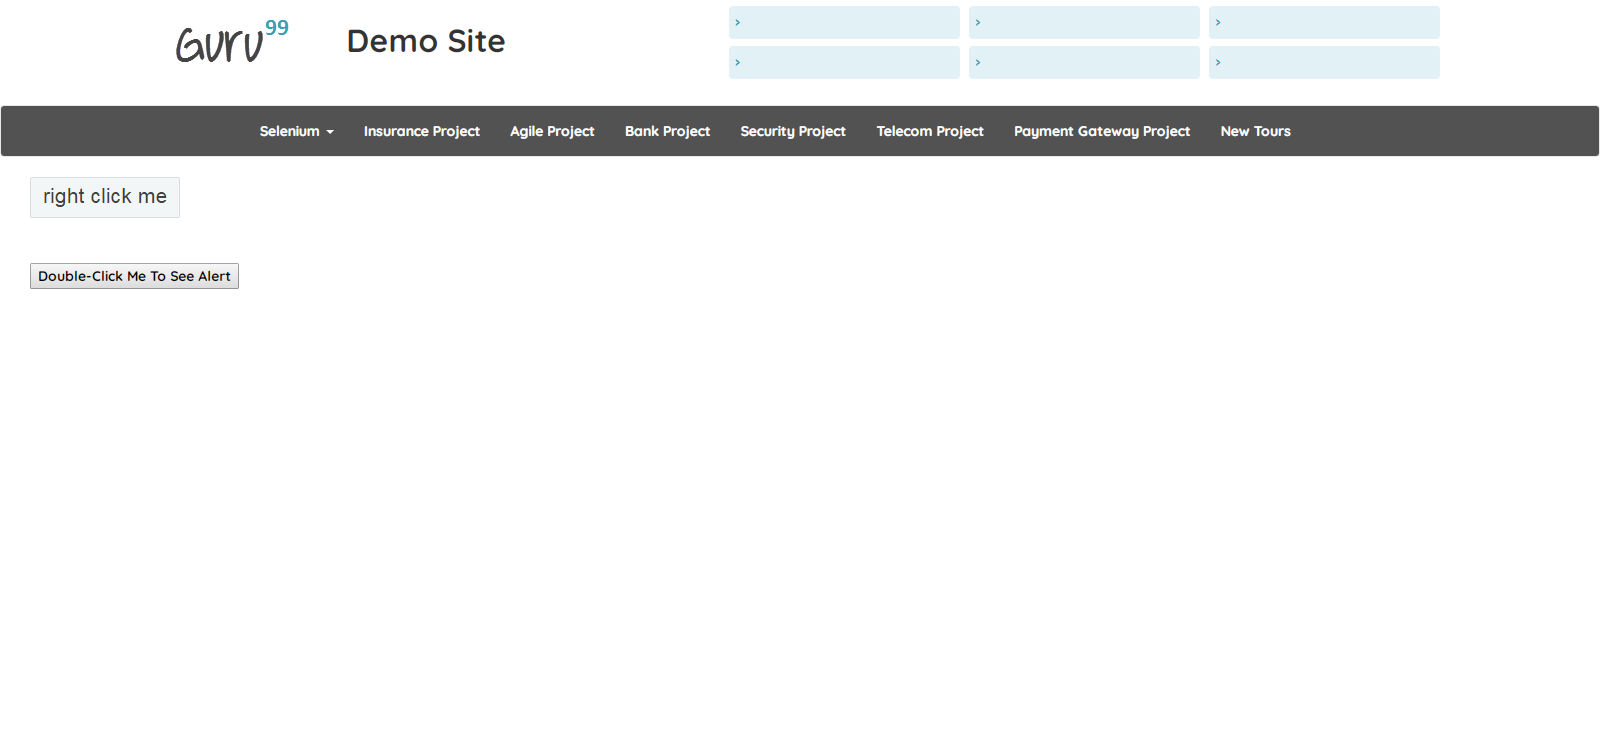 Guru99
Demo Site
›
›
›
›
›
›
Selenium Insurance Project Agile Project Bank Project Security Project Telecom Project Payment Gateway Project New Tours
right click me
Double-Click Me To See Alert